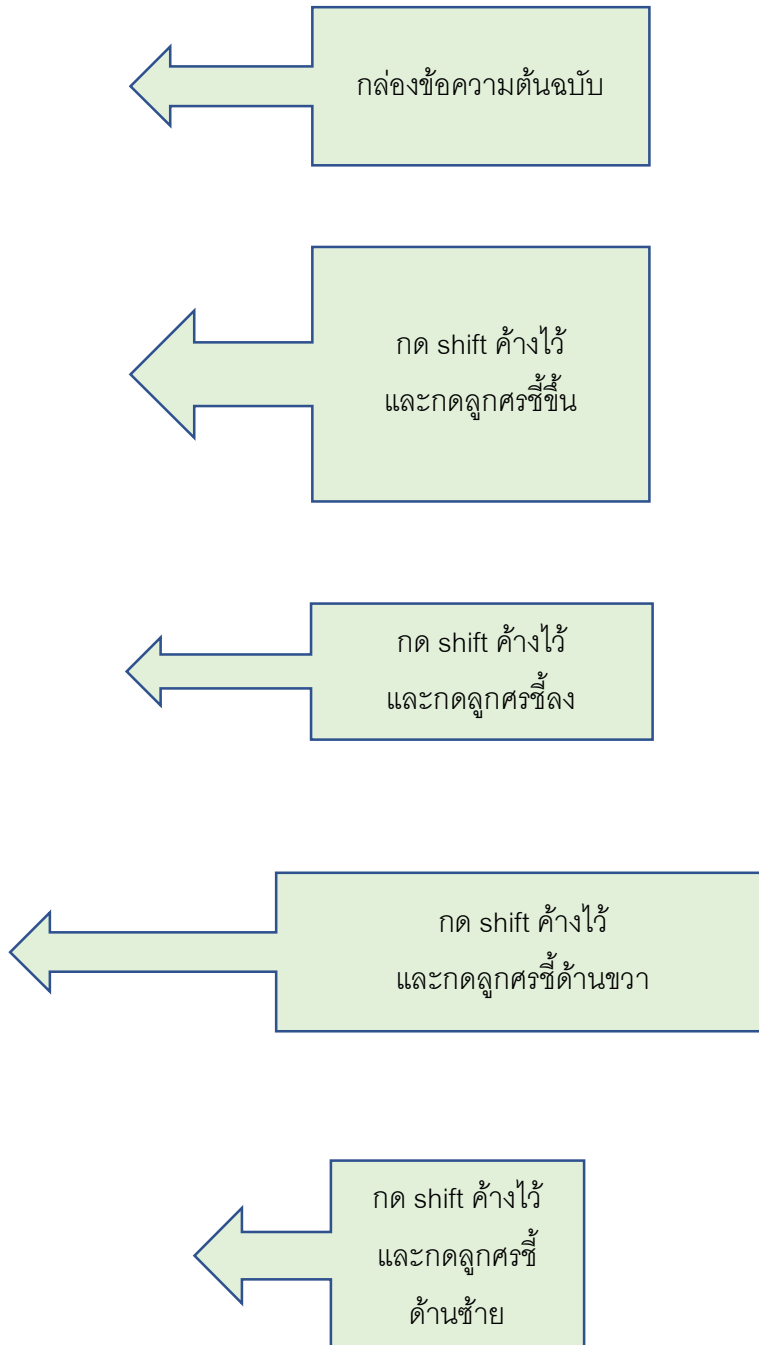 กล่องข้อความต้นฉบับ
กด shift ค้างไว้
และกดลูกศรชี้ขึ้น
กด shift ค้างไว้
และกดลูกศรชี้ลง
กด shift ค้างไว้
และกดลูกศรชี้ด้านขวา
กด shift ค้างไว้
และกดลูกศรชี้
ด้านซ้าย